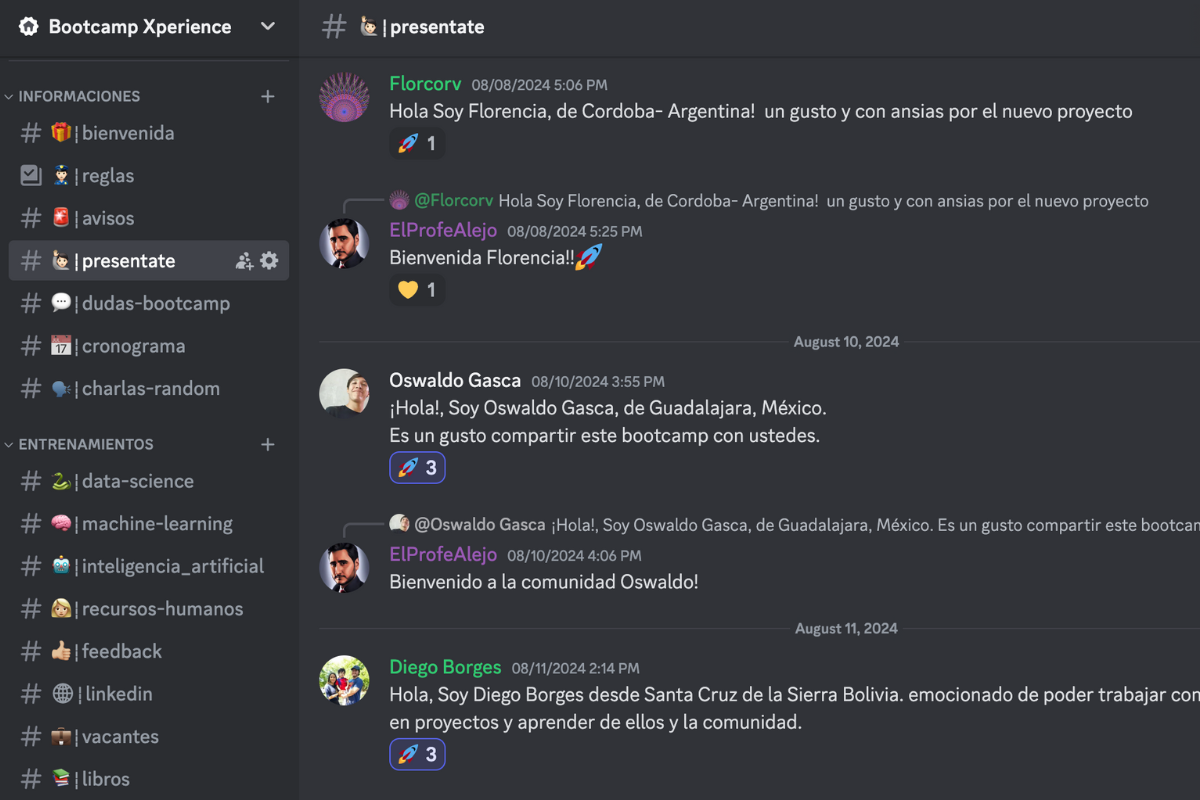 Bootcamp Xperience
INFORMACIONES
# 🎁|bienvenida
👮🏻|reglas
# 🚨|avisos
# 🙋🏻|presentate
# 💬|dudas-bootcamp
# 📅|cronograma
17
# 🗣️|charlas-random
ENTRENAMIENTOS
# 🐍|data-science
# 🧠|machine-learning
# 🤖|inteligencia_artificial
# 👩🏼|recursos-humanos
# 👍🏼|feedback
# 🌐|linkedin
# 💼|vacantes
# 📚|libros
# 🙋🏻|presentate
Florcorv 08/08/2024 5:06 PM
Hola Soy Florencia, de Cordoba- Argentina! un gusto y con ansias por el nuevo proyecto
🚀 1
@Florcorv Hola Soy Florencia, de Cordoba- Argentina! un gusto y con ansias por el nuevo proyecto
ElProfeAlejo 08/08/2024 5:25 PM
Bienvenida Florencia!!🚀
💛 1
August 10, 2024
Oswaldo Gasca 08/10/2024 3:55 PM
¡Hola!, Soy Oswaldo Gasca, de Guadalajara, México.
Es un gusto compartir este bootcamp con ustedes.
🚀 3
@Oswaldo Gasca ¡Hola!, Soy Oswaldo Gasca, de Guadalajara, México. Es un gusto compartir este bootcam
ElProfeAlejo 08/10/2024 4:06 PM
Bienvenido a la comunidad Oswaldo!
August 11, 2024
Diego Borges 08/11/2024 2:14 PM
Hola, Soy Diego Borges desde Santa Cruz de la Sierra Bolivia. emocionado de poder trabajar con
en proyectos y aprender de ellos y la comunidad.
🚀 3